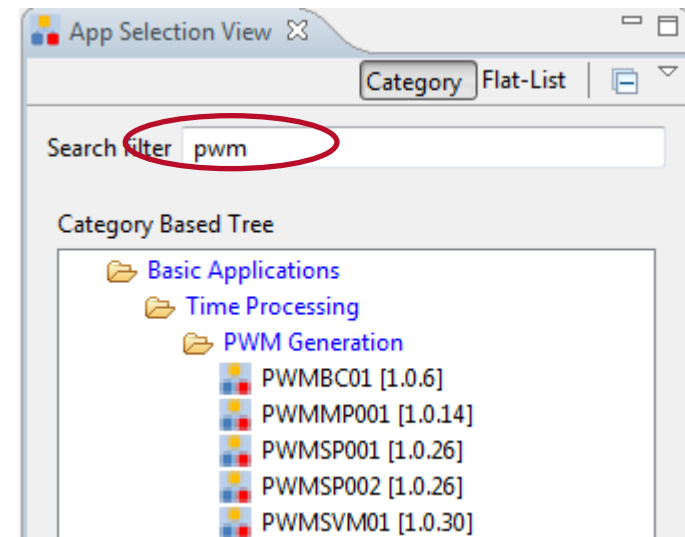 App Selection View
Category Flat-List
Search filter pwm
Category Based Tree
Basic Applications
Time Processing
PWM Generation
PWMBC01 [1.0.6]
PWMMP001 [1.0.14]
PWMSP001 [1.0.26]
PWMSP002 [1.0.26]
PWMSVM01 [1.0.30]